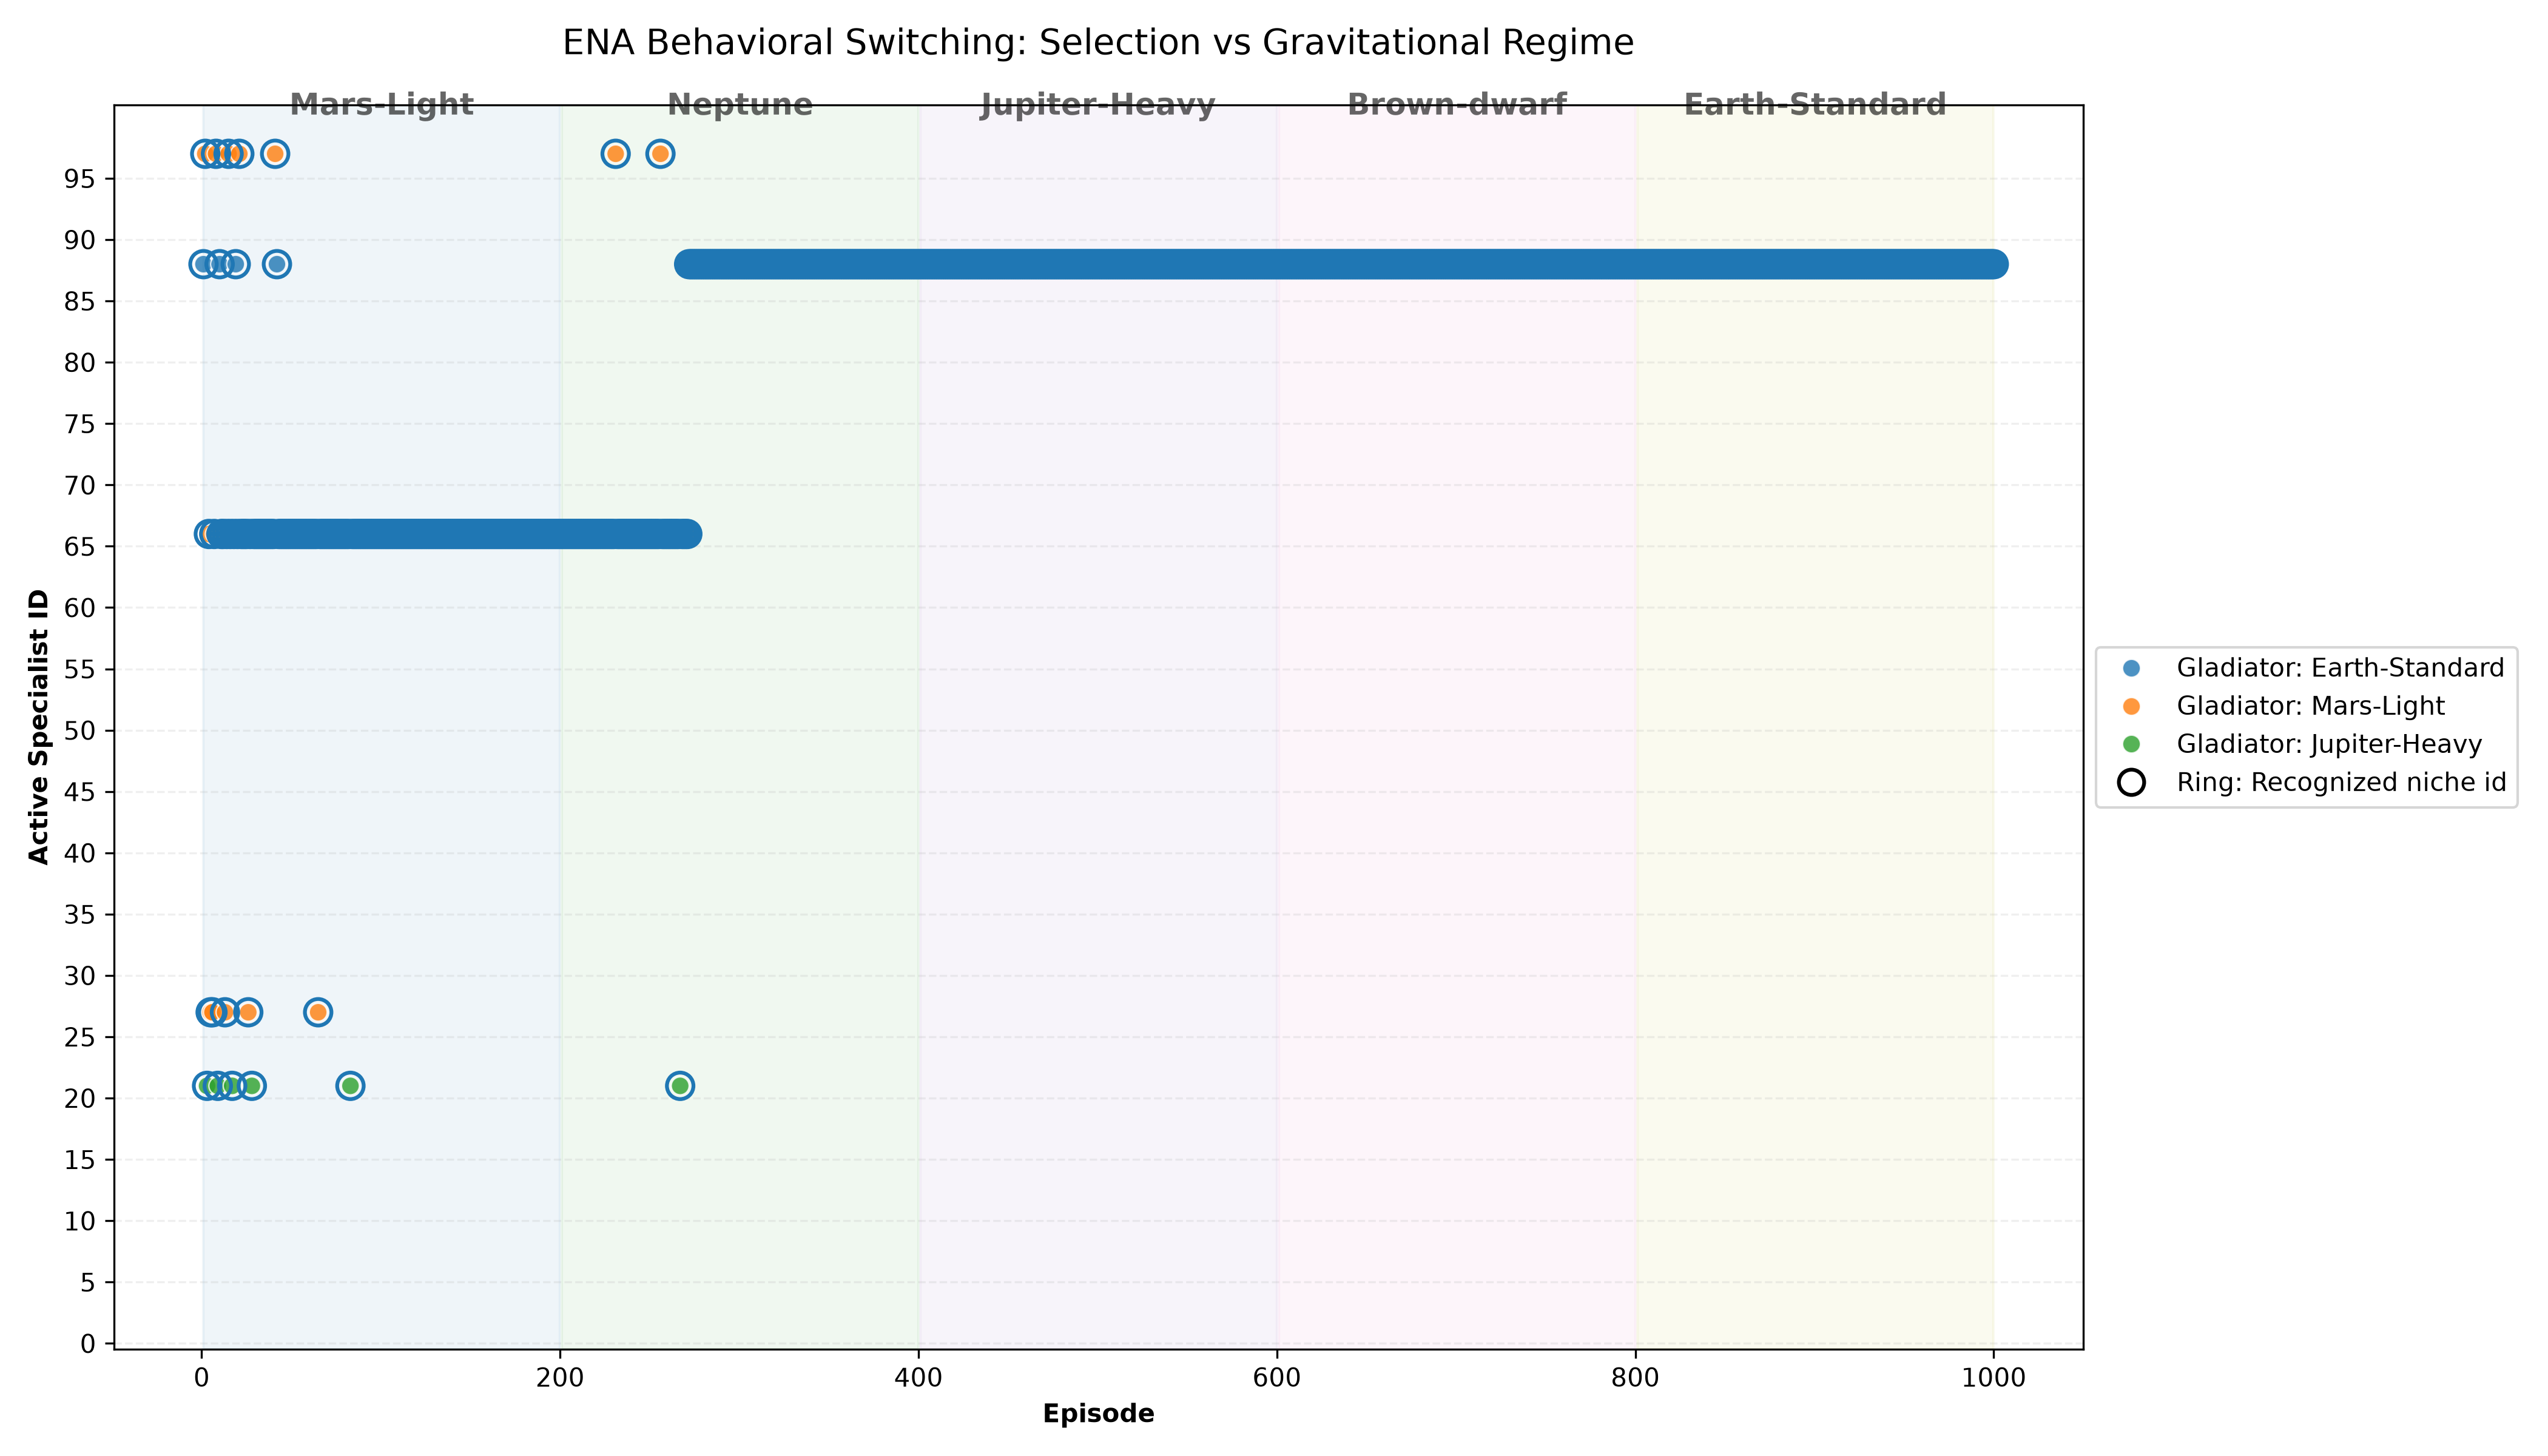 ENA Behavioral Switching: Selection vs Gravitational Regime
Mars-Light
Neptune
Jupiter-Heavy
Brown-dwarf
Earth-Standard
95
90
85
80
75
70
65
60
55
50
45
40
35
30
25
20
15
10
5
0
Active Specialist ID
0
200
400
600
800
1000
Episode
Gladiator: Earth-Standard
Gladiator: Mars-Light
Gladiator: Jupiter-Heavy
Ring: Recognized niche id